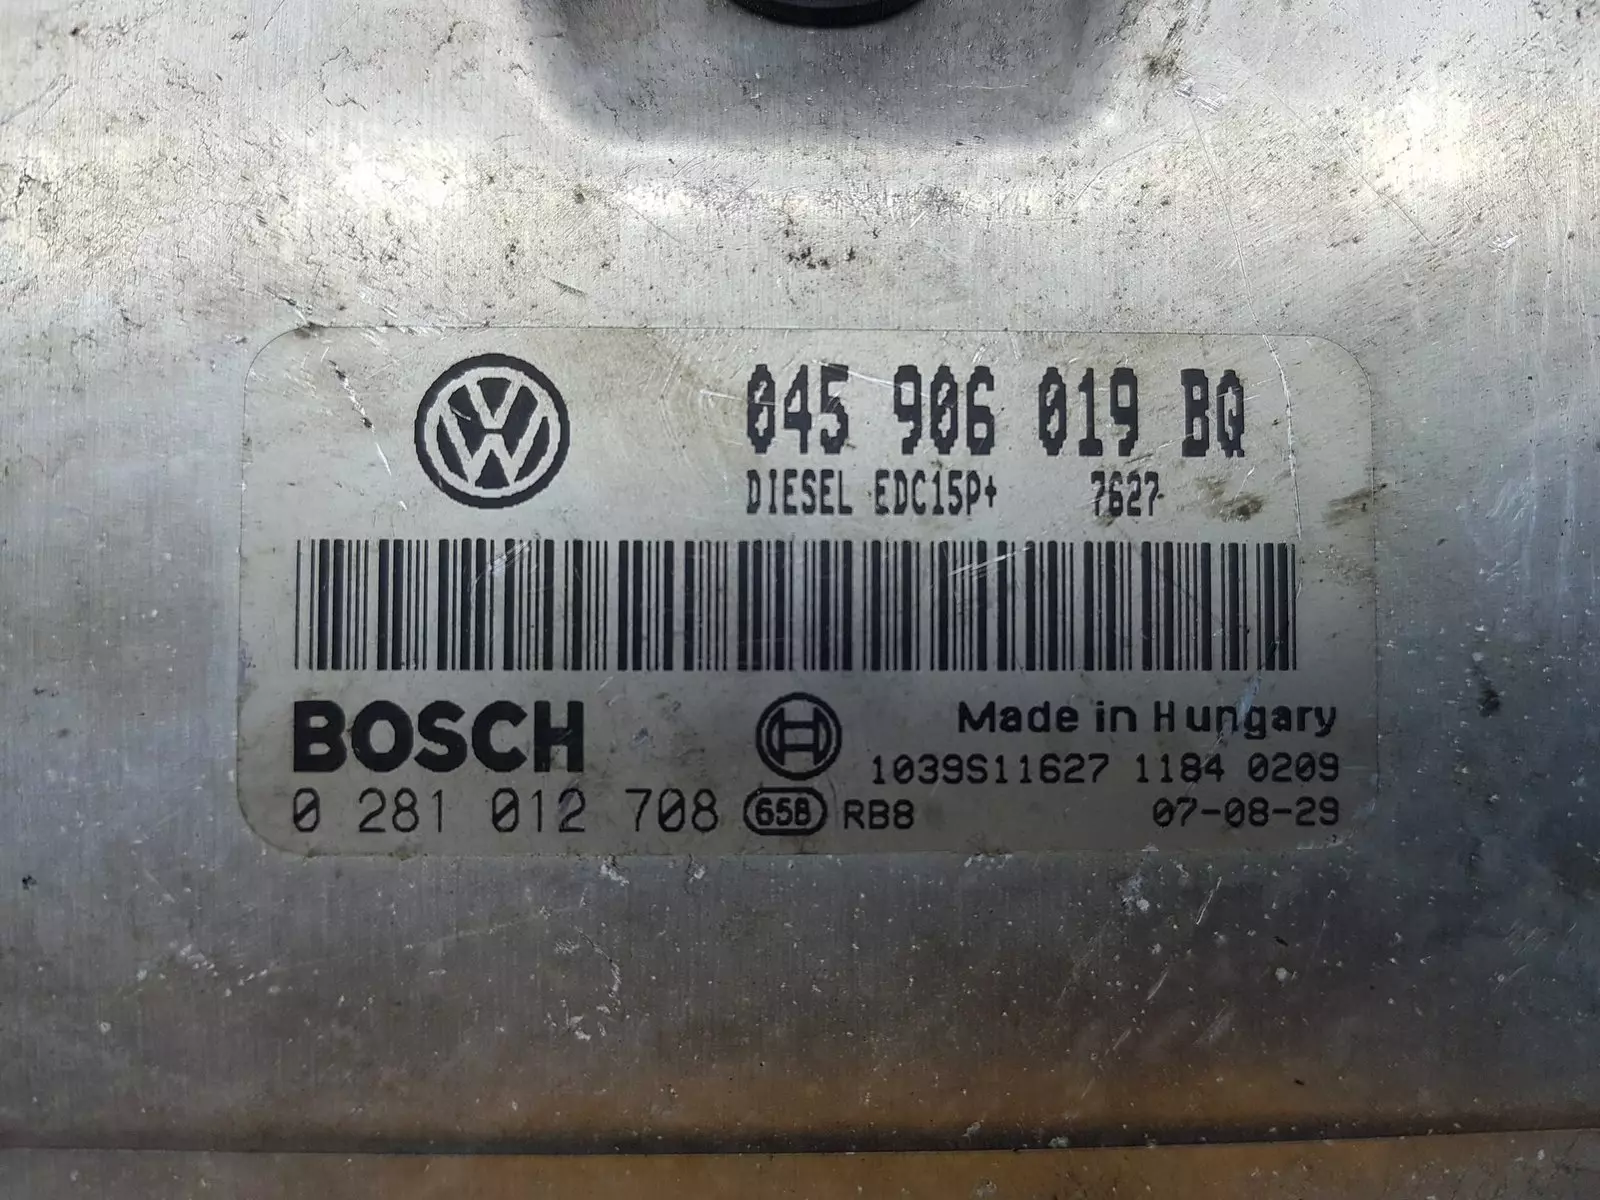 045 906 019 BQ
DIESEL EDC15P+ 7627
BOSCH
Made in Hungary
1039S11627 1184 0209
0 281 012 708 65B RB8 07-08-29